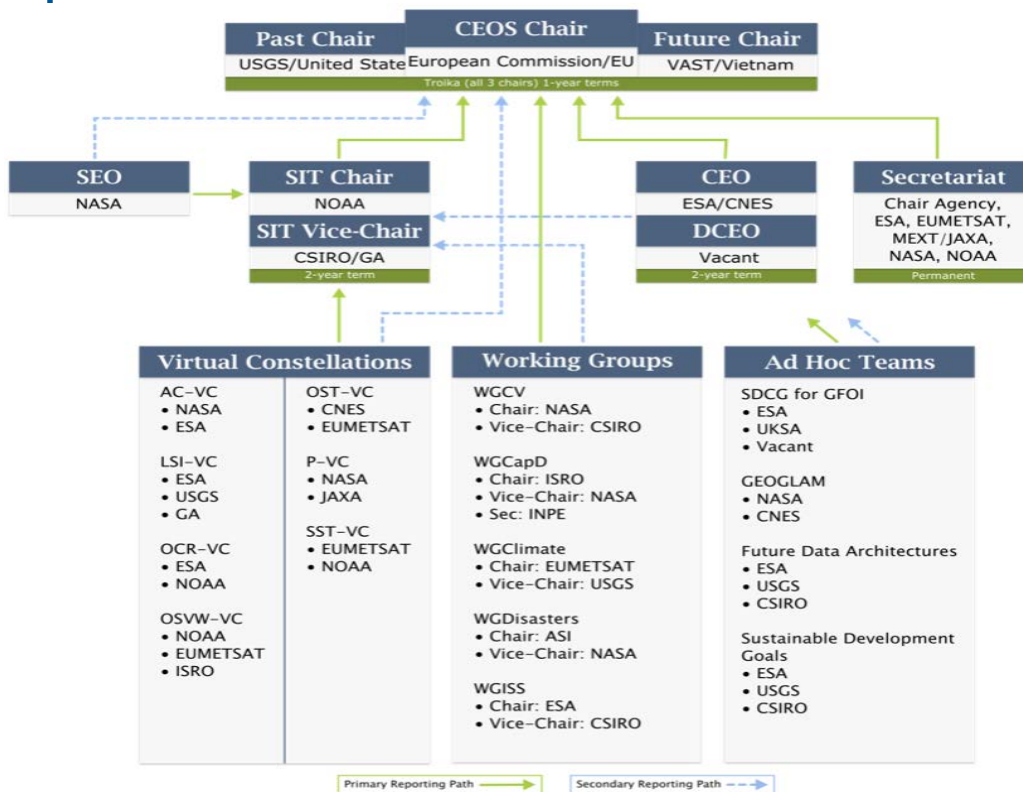 CEOS Chair
Past Chair
Future Chair
USGS/United State
European Commission/EU
VAST/Vietnam
Troika (all 3 chairs) 1-year terms
SEO
NASA
SIT Chair
NOAA
SIT Vice-Chair
CSIRO/GA
2-year term
CEO
ESA/CNES
DCEO
Vacant
2-year term
Secretariat
Chair Agency,
ESA, EUMETSAT,
MEXT/JAXA,
NASA, NOAA
Permanent
Virtual Constellations
AC-VC
• NASA
• ESA
LSI-VC
• ESA
• USGS
• GA
OCR-VC
• ESA
• NOAA
OSVW-VC
• NOAA
• EUMETSAT
• ISRO
OST-VC
• CNES
• EUMETSAT
P-VC
• NASA
• JAXA
SST-VC
• EUMETSAT
• NOAA
Working Groups
WGCV
• Chair: NASA
• Vice-Chair: CSIRO
WGCapD
• Chair: ISRO
• Vice-Chair: NASA
• Sec: INPE
WGClimate
• Chair: EUMETSAT
• Vice-Chair: USGS
WGDisasters
• Chair: ASI
• Vice-Chair: NASA
WGISS
• Chair: ESA
• Vice-Chair: CSIRO
Ad Hoc Teams
SDCG for GFOI
• ESA
• UKSA
• Vacant
GEOGLAM
• NASA
• CNES
Future Data Architectures
• ESA
• USGS
• CSIRO
Sustainable Development
Goals
• ESA
• USGS
• CSIRO
Primary Reporting Path
Secondary Reporting Path